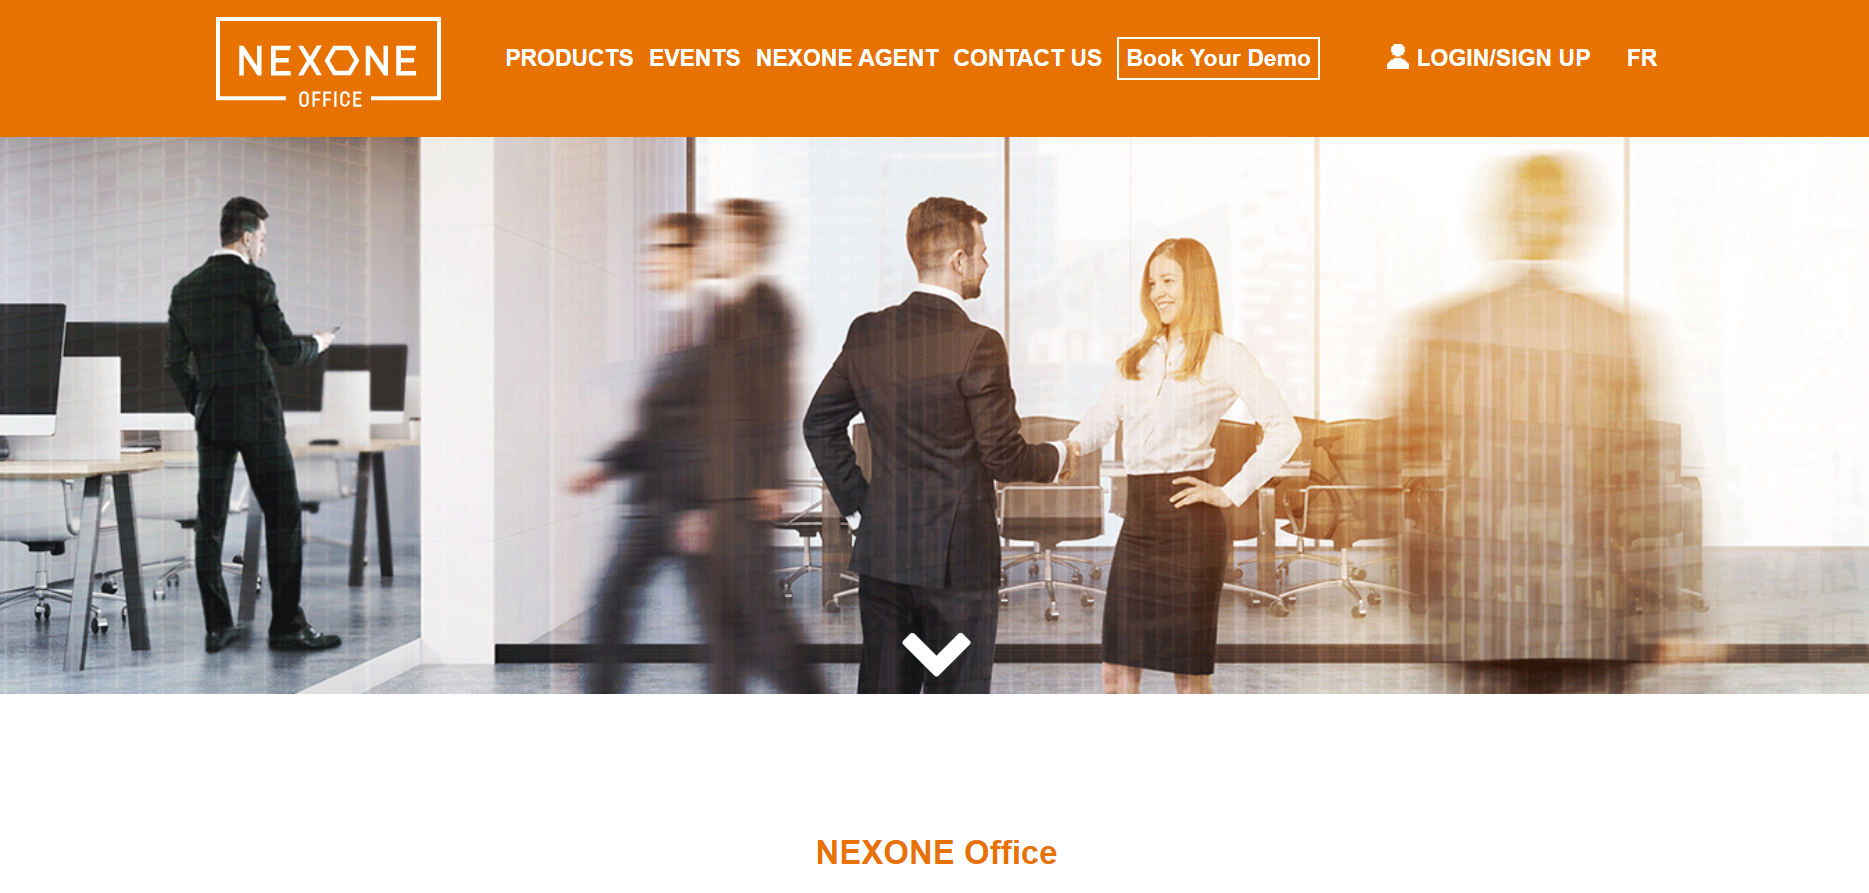 NEXONE
OFFICE
PRODUCTS EVENTS NEXONE AGENT CONTACT US Book Your Demo LOGIN/SIGN UP FR
NEXONE Office